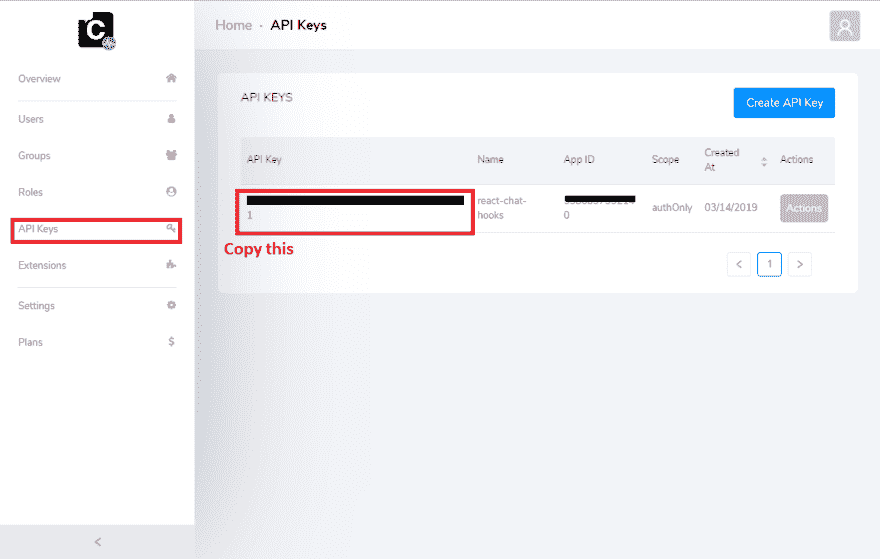 C
Home · API Keys
Overview
Users
Groups
Roles
API Keys
Extensions
Settings
Plans
$
API KEYS
Create API Key
API Key
Name
App ID
Scope
Created
At
Actions
1
react-chat-
hooks
0
authOnly
03/14/2019
Actions
Copy this
< 1 >
<